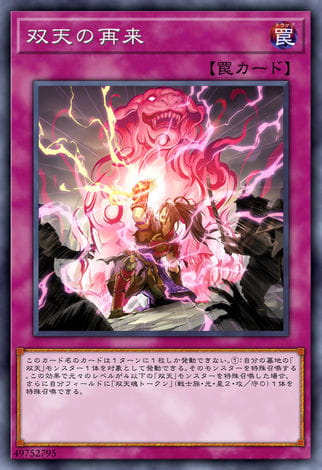 双天の再来
トラップ
罠
【罠カード】
このカード名のカードは1ターンに1枚しか発動できない。①:自分の墓地の「
双天」モンスター1体を対象として発動できる。そのモンスターを特殊召喚する
。この効果で元々のレベルが4以下の「双天」モンスターを特殊召喚した場合、
さらに自分フィールドに「双天魂トークン」(戦士族・光・星2・攻/守0)1体を
特殊召喚できる。
49752795